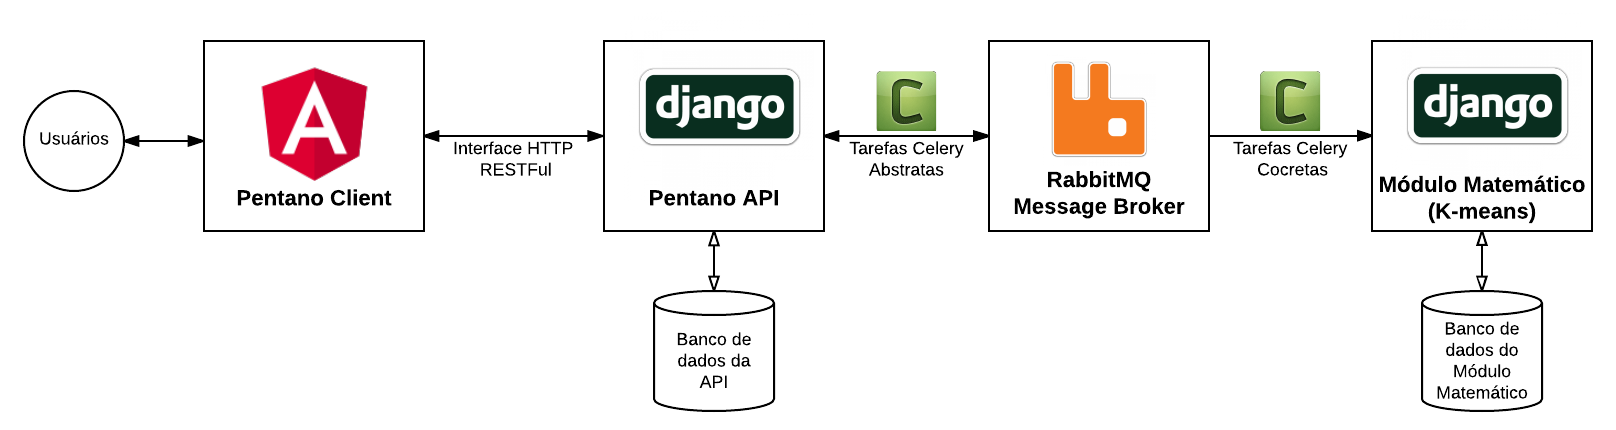 Usuários
A
Pentano Client
Interface HTTP
RESTFul
django
Pentano API
C
Tarefas Celery
Abstratas
RabbitMQ
Message Broker
C
Tarefas Celery
Cocretas
django
Módulo Matemático
(K-means)
Banco de
dados da
API
Banco de
dados do
Módulo
Matemático